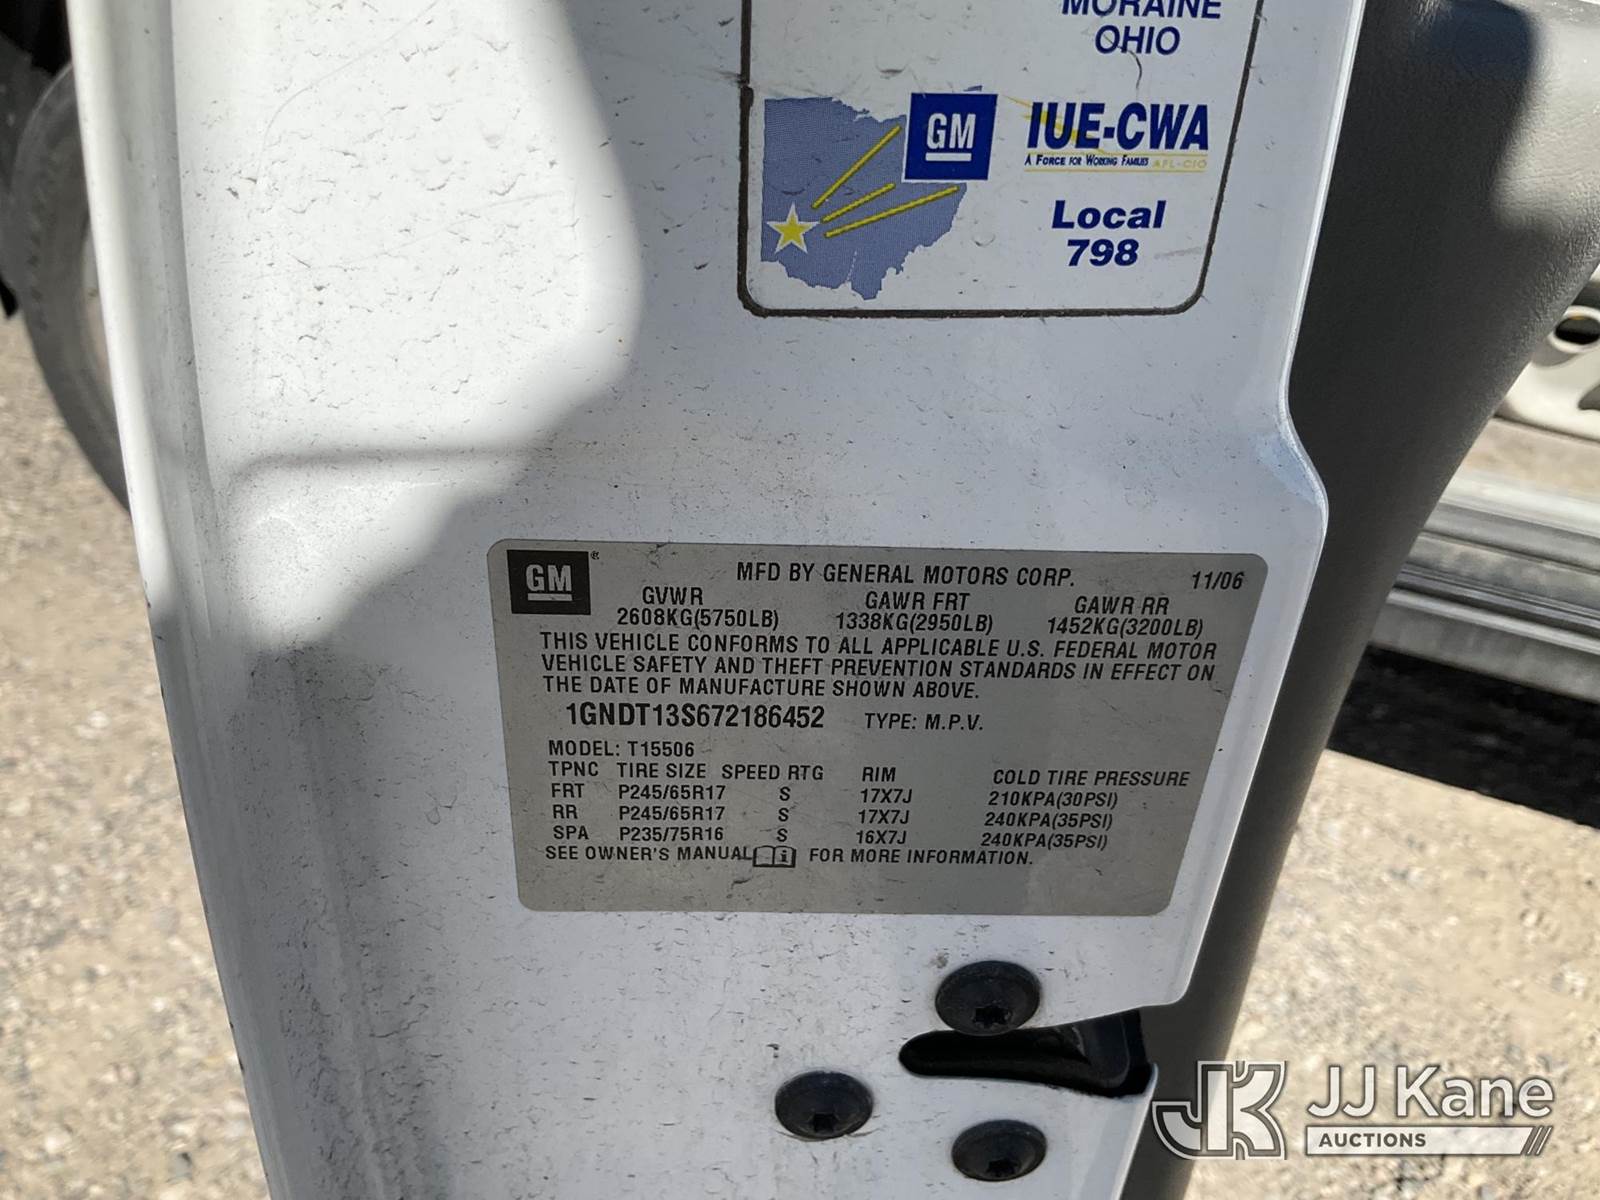 MORAINE
OHIO
GM
IUE-CWA
A FORCE FOR WORKING FAMILIES AFL-CIO
Local
798
GM ®
MFD BY GENERAL MOTORS CORP. 11/06
GVWR GAWR FRT GAWR RR
2608KG(5750LB) 1338KG(2950LB) 1452KG(3200LB)
THIS VEHICLE CONFORMS TO ALL APPLICABLE U.S. FEDERAL MOTOR
VEHICLE SAFETY AND THEFT PREVENTION STANDARDS IN EFFECT ON
THE DATE OF MANUFACTURE SHOWN ABOVE.
1GNDT13S672186452 TYPE: M.P.V.
MODEL: T15506
TPNC TIRE SIZE SPEED RTG RIM COLD TIRE PRESSURE
FRT P245/65R17 S 17X7J 210KPA(30PSI)
RR P245/65R17 S 17X7J 240KPA(35PSI)
SPA P235/75R16 S 16X7J 240KPA(35PSI)
SEE OWNER'S MANUAL i FOR MORE INFORMATION.
JK JJ Kane
AUCTIONS